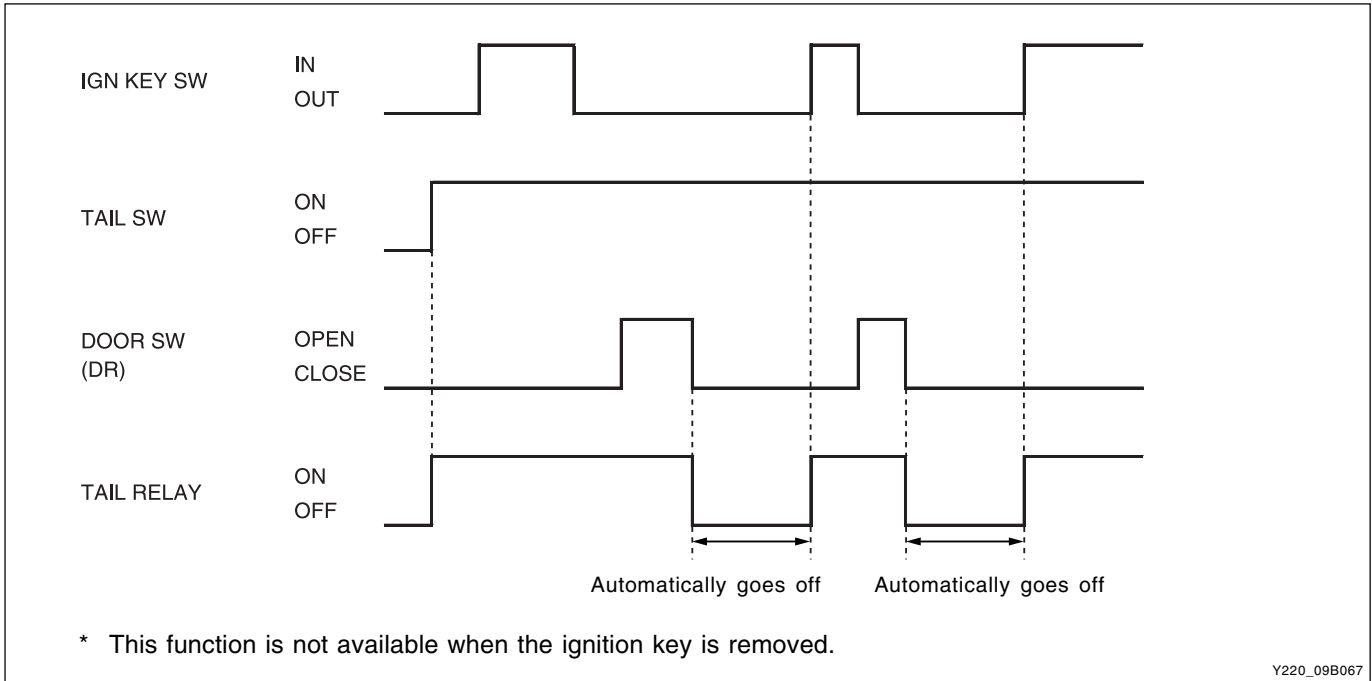 IGN KEY SW
IN
OUT
TAIL SW
ON
OFF
DOOR SW
(DR)
OPEN
CLOSE
TAIL RELAY
ON
OFF
Automatically goes off
Automatically goes off
* This function is not available when the ignition key is removed.
Y220_09B067